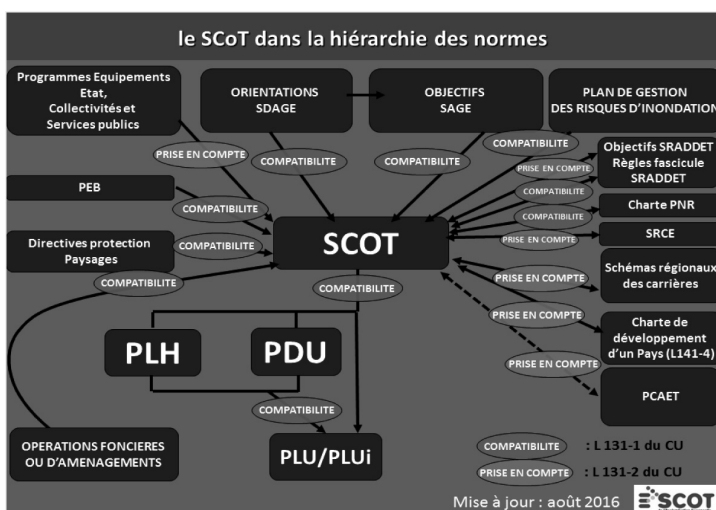 le SCoT dans la hiérarchie des normes
Programmes Equipements
Etat,
Collectivités et
Services publics
ORIENTATIONS
SDAGE
OBJECTIFS
SAGE
PLAN DE GESTION
DES RISQUES D'INONDATION
PRISE EN COMPTE
COMPATIBILITE
COMPATIBILITE
COMPATIBILITE
PRISE EN COMPTE
COMPATIBILITE
COMPATIBILITE
PRISE EN COMPTE
Objectifs SRADDET
Règles fascicule
SRADDET
Charte PNR
SRCE
PEB
COMPATIBILITE
Directives protection
Paysages
COMPATIBILITE
COMPATIBILITE
SCOT
COMPATIBILITE
PRISE EN COMPTE
Schémas régionaux
des carrières
PRISE EN COMPTE
Charte de
développement
d'un Pays (L141-4)
PRISE EN COMPTE
PCAET
PLH
PDU
COMPATIBILITE
OPERATIONS FONCIERES
OU D'AMENAGEMENTS
PLU/PLUi
COMPATIBILITE : L 131-1 du CU
PRISE EN COMPTE : L 131-2 du CU
Mise à jour : août 2016
SCOT